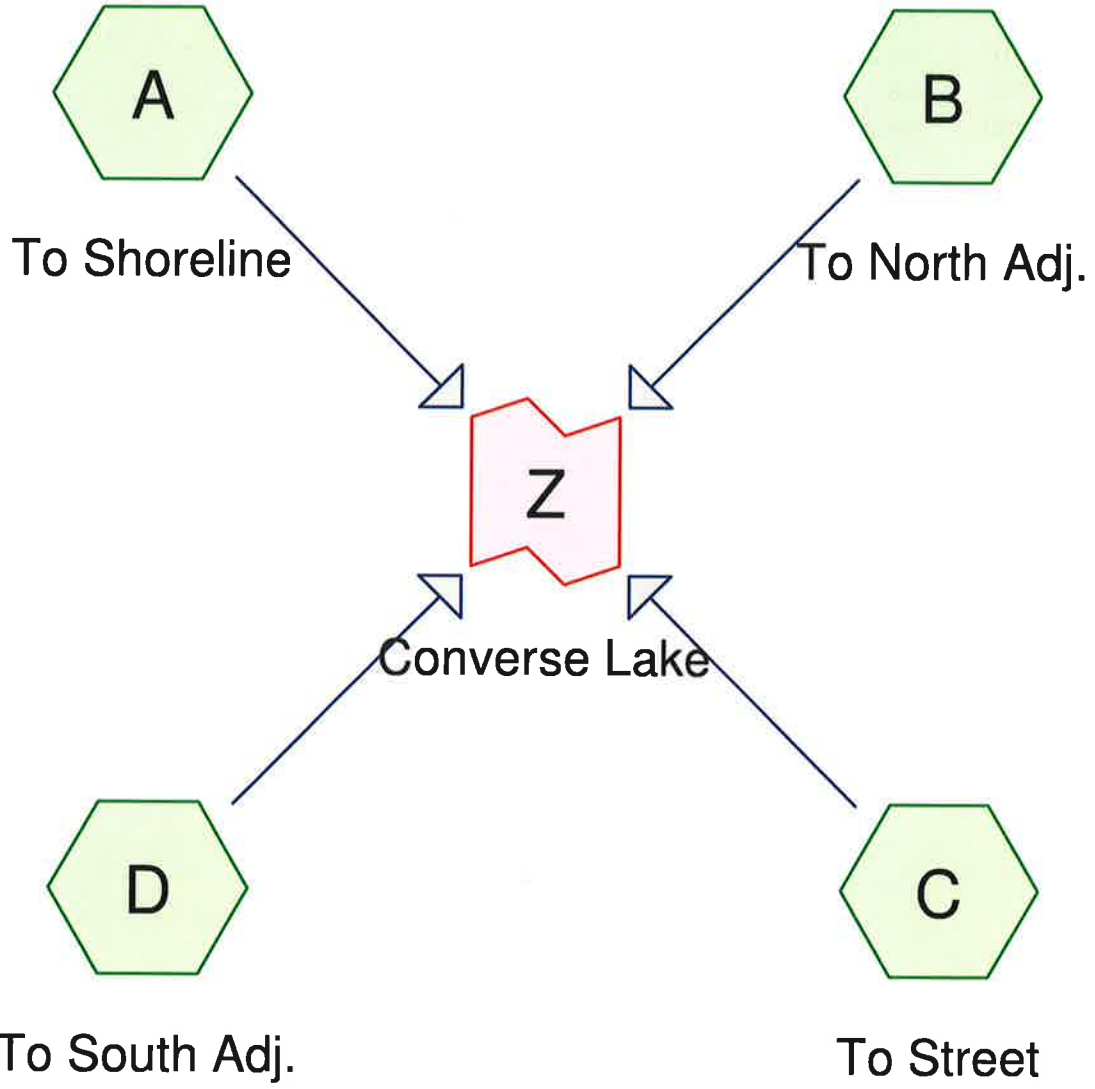 A
B
To Shoreline
To North Adj.
Z
Converse Lake
D
C
To South Adj.
To Street